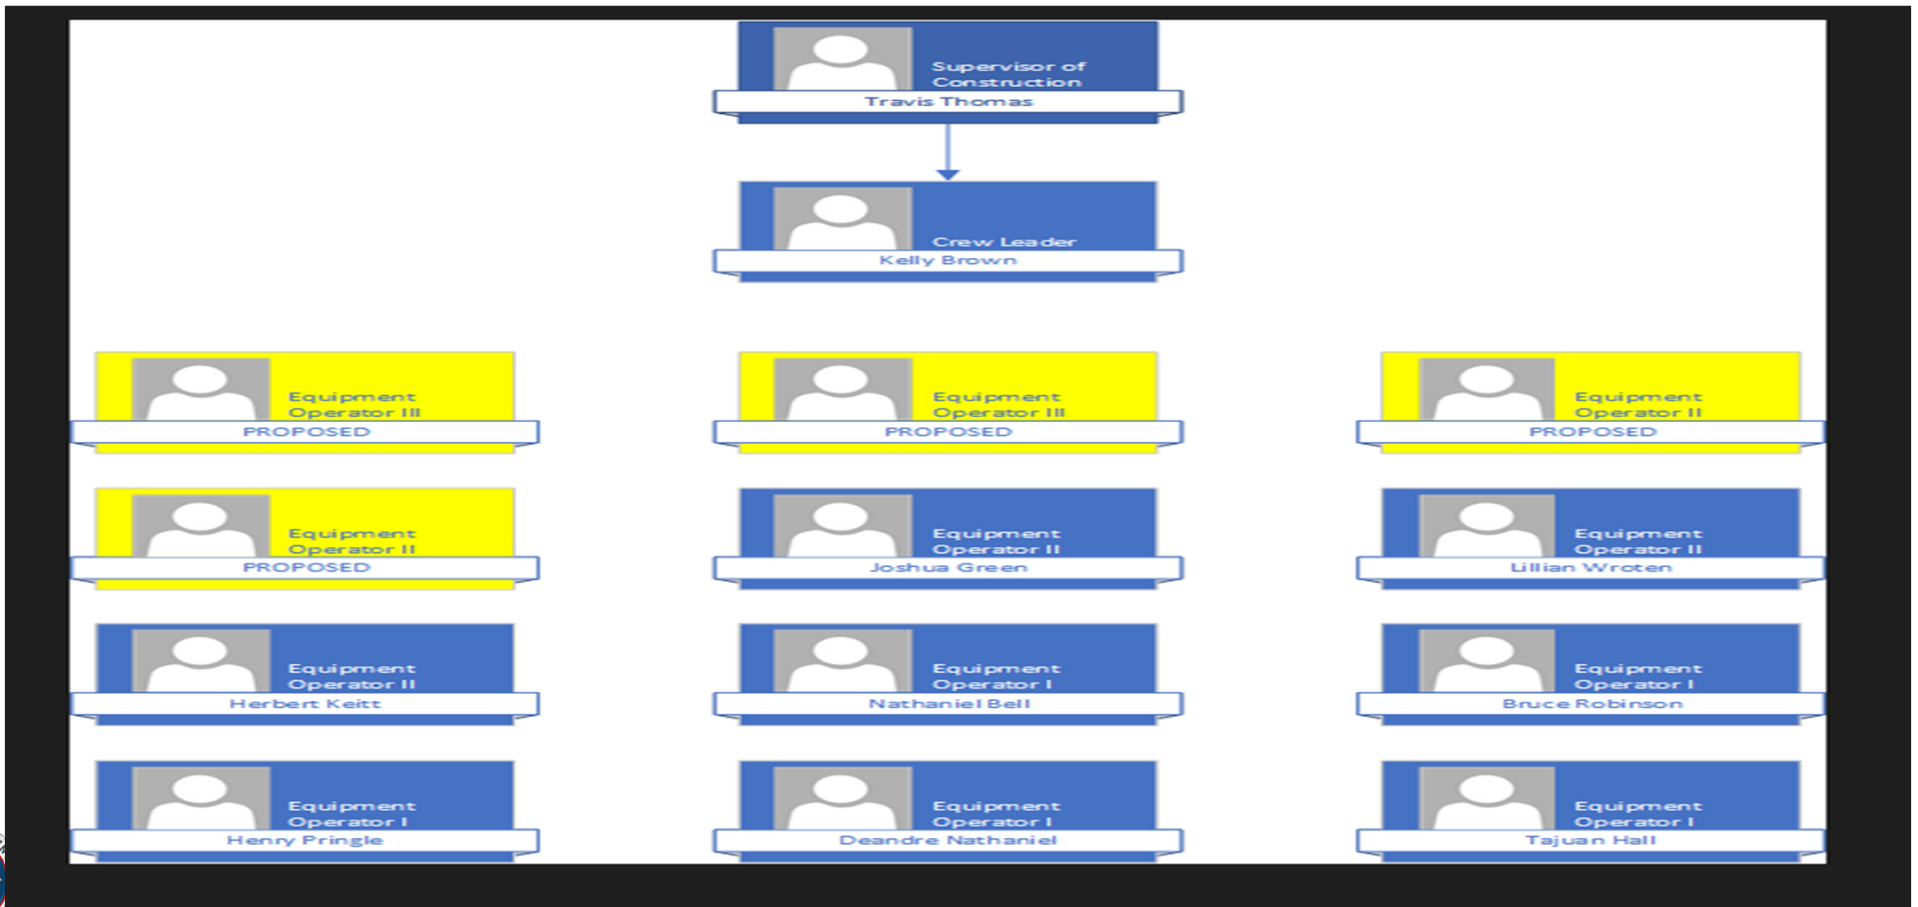 Supervisor of
Construction
Travis Thomas
Crew Leader
Kelly Brown
Equipment
Operator III
PROPOSED
Equipment
Operator III
PROPOSED
Equipment
Operator II
PROPOSED
Equipment
Operator II
PROPOSED
Equipment
Operator II
Joshua Green
Equipment
Operator II
Lillian Wroten
Equipment
Operator II
Herbert Keitt
Equipment
Operator I
Nathaniel Bell
Equipment
Operator I
Bruce Robinson
Equipment
Operator I
Henry Pringle
Equipment
Operator I
Deandre Nathaniel
Equipment
Operator I
Tajuan Hall